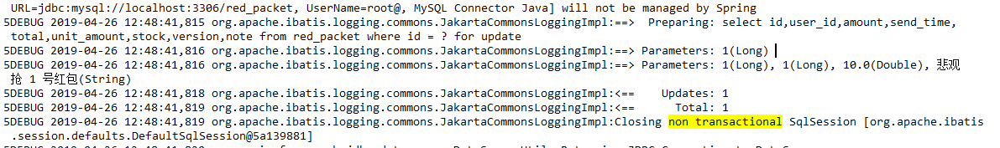 URL=jdbc:mysql://localhost:3306/red_packet, UserName=root@, MySQL Connector Java] will not be managed by Spring
5DEBUG 2019-04-26 12:48:41,815 org.apache.ibatis.logging.commons.JakartaCommonsLoggingImpl:==>  Preparing: select id,user_id,amount,send_time,
total,unit_amount,stock,version,note from red_packet where id = ? for update
5DEBUG 2019-04-26 12:48:41,816 org.apache.ibatis.logging.commons.JakartaCommonsLoggingImpl:==> Parameters: 1(Long)
5DEBUG 2019-04-26 12:48:41,816 org.apache.ibatis.logging.commons.JakartaCommonsLoggingImpl:==> Parameters: 1(Long), 1(Long), 10.0(Double), 悲观
抢 1 号红包(String)
5DEBUG 2019-04-26 12:48:41,818 org.apache.ibatis.logging.commons.JakartaCommonsLoggingImpl:<==    Updates: 1
5DEBUG 2019-04-26 12:48:41,819 org.apache.ibatis.logging.commons.JakartaCommonsLoggingImpl:<==      Total: 1
5DEBUG 2019-04-26 12:48:41,819 org.apache.ibatis.logging.commons.JakartaCommonsLoggingImpl:Closing non transactional SqlSession [org.apache.ibatis
.session.defaults.DefaultSqlSession@5a139881]